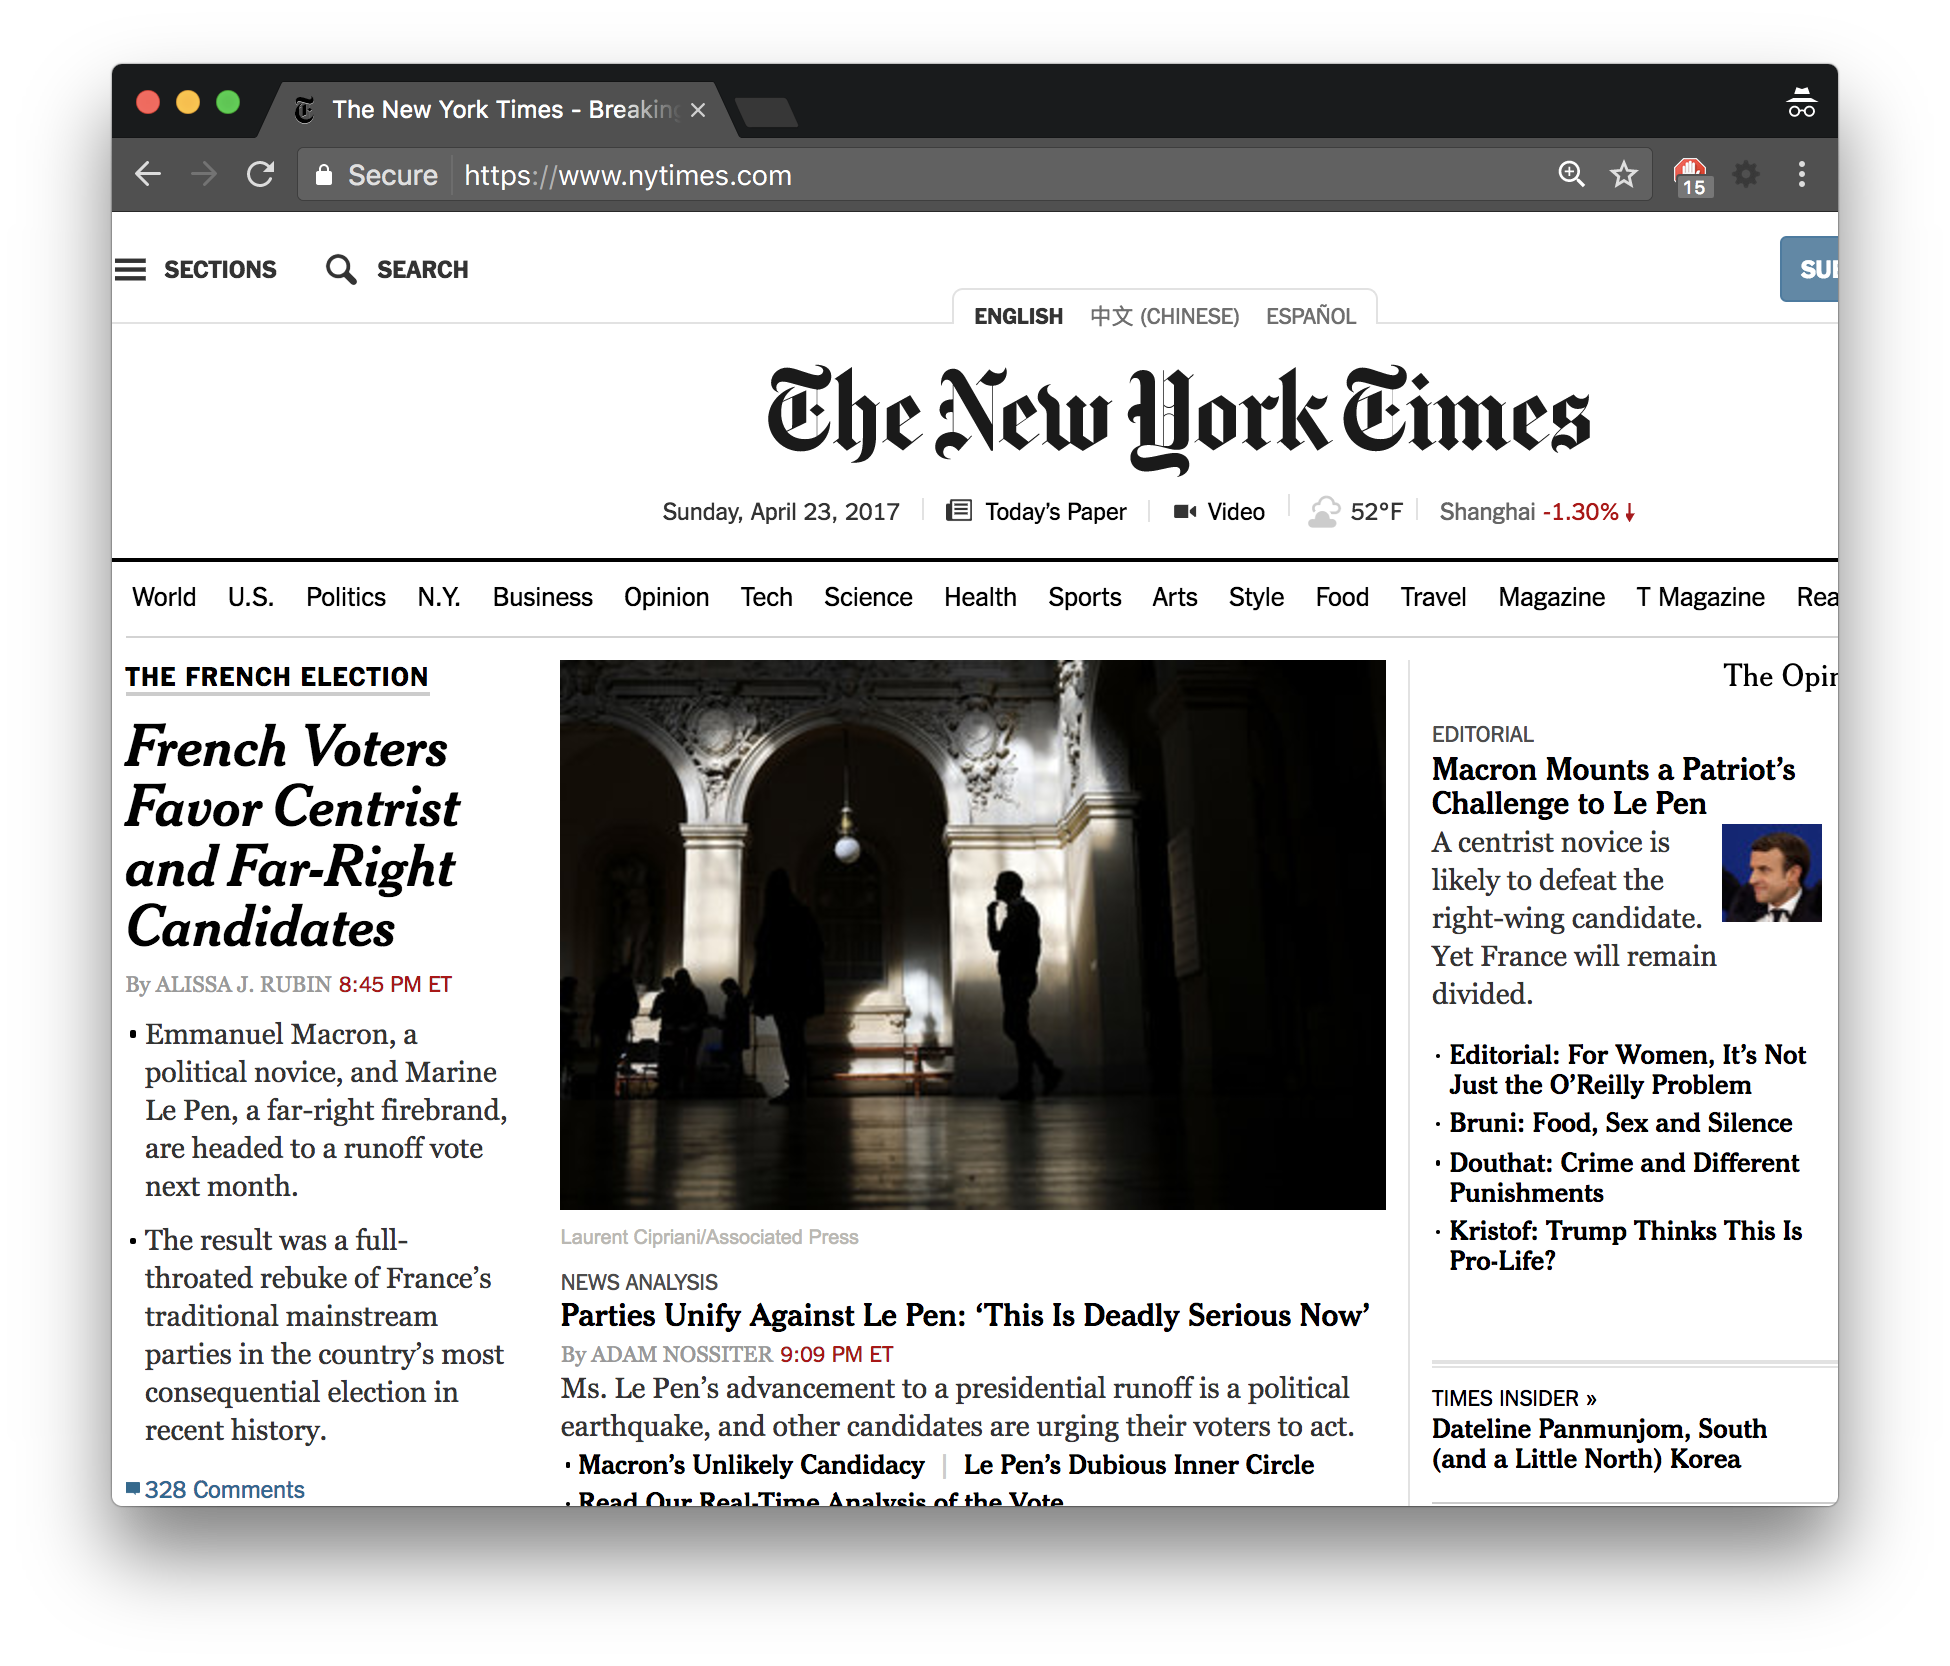 The New York Times - Breaking
Secure https://www.nytimes.com
15
SECTIONS SEARCH
SUB
ENGLISH 中文 (CHINESE) ESPAÑOL
The New York Times
Sunday, April 23, 2017 Today’s Paper Video 52°F Shanghai -1.30%
World U.S. Politics N.Y. Business Opinion Tech Science Health Sports Arts Style Food Travel Magazine T Magazine Rea
THE FRENCH ELECTION
French Voters
Favor Centrist
and Far-Right
Candidates
By ALISSA J. RUBIN 8:45 PM ET
• Emmanuel Macron, a
political novice, and Marine
Le Pen, a far-right firebrand,
are headed to a runoff vote
next month.
• The result was a full-
throated rebuke of France’s
traditional mainstream
parties in the country’s most
consequential election in
recent history.
328 Comments
Laurent Cipriani/Associated Press
NEWS ANALYSIS
Parties Unify Against Le Pen: ‘This Is Deadly Serious Now’
By ADAM NOSSITER 9:09 PM ET
Ms. Le Pen’s advancement to a presidential runoff is a political
earthquake, and other candidates are urging their voters to act.
• Macron’s Unlikely Candidacy | Le Pen’s Dubious Inner Circle
• Read Our Real-Time Analysis of the Vote
The Opin
EDITORIAL
Macron Mounts a Patriot’s
Challenge to Le Pen
A centrist novice is
likely to defeat the
right-wing candidate.
Yet France will remain
divided.
• Editorial: For Women, It’s Not
Just the O’Reilly Problem
• Bruni: Food, Sex and Silence
• Douthat: Crime and Different
Punishments
• Kristof: Trump Thinks This Is
Pro-Life?
TIMES INSIDER »
Dateline Panmunjom, South
(and a Little North) Korea